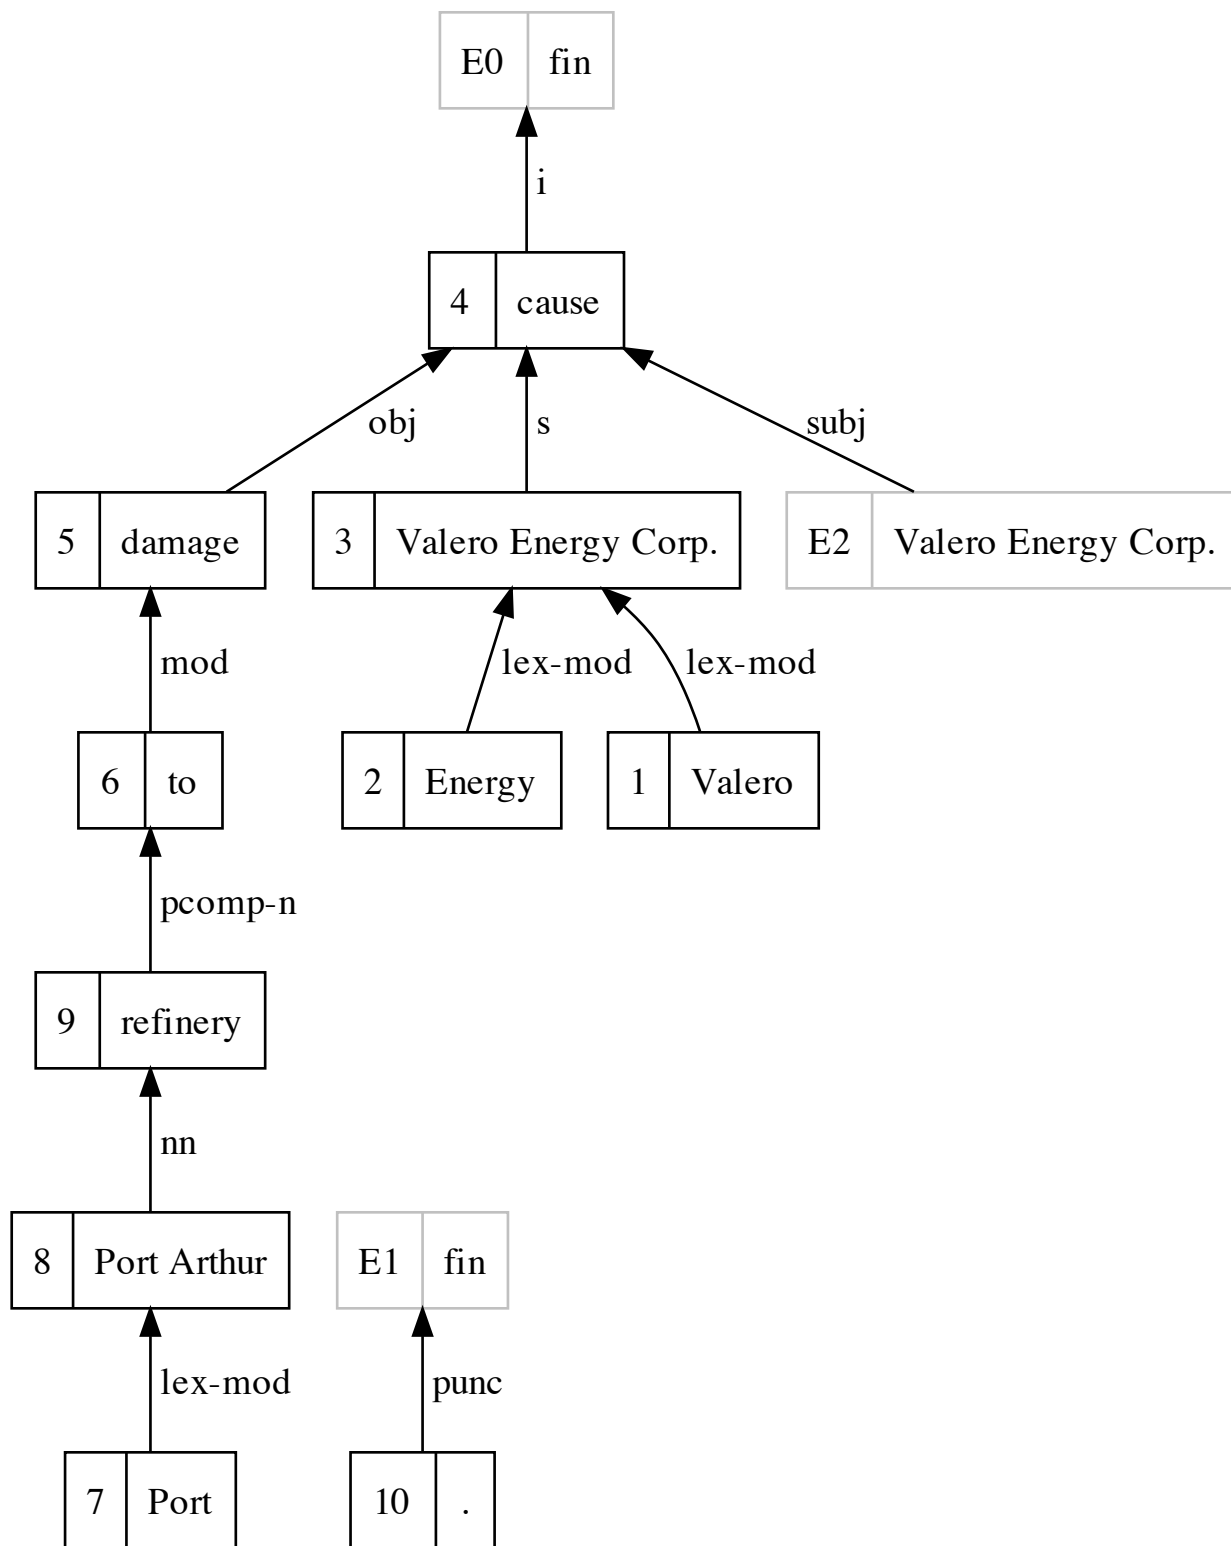 E0 fin
i
4 cause
obj s subj
5 damage 3 Valero Energy Corp. E2 Valero Energy Corp.
mod lex-mod lex-mod
6 to 2 Energy 1 Valero
pcomp-n
9 refinery
nn
8 Port Arthur E1 fin
lex-mod punc
7 Port 10 .